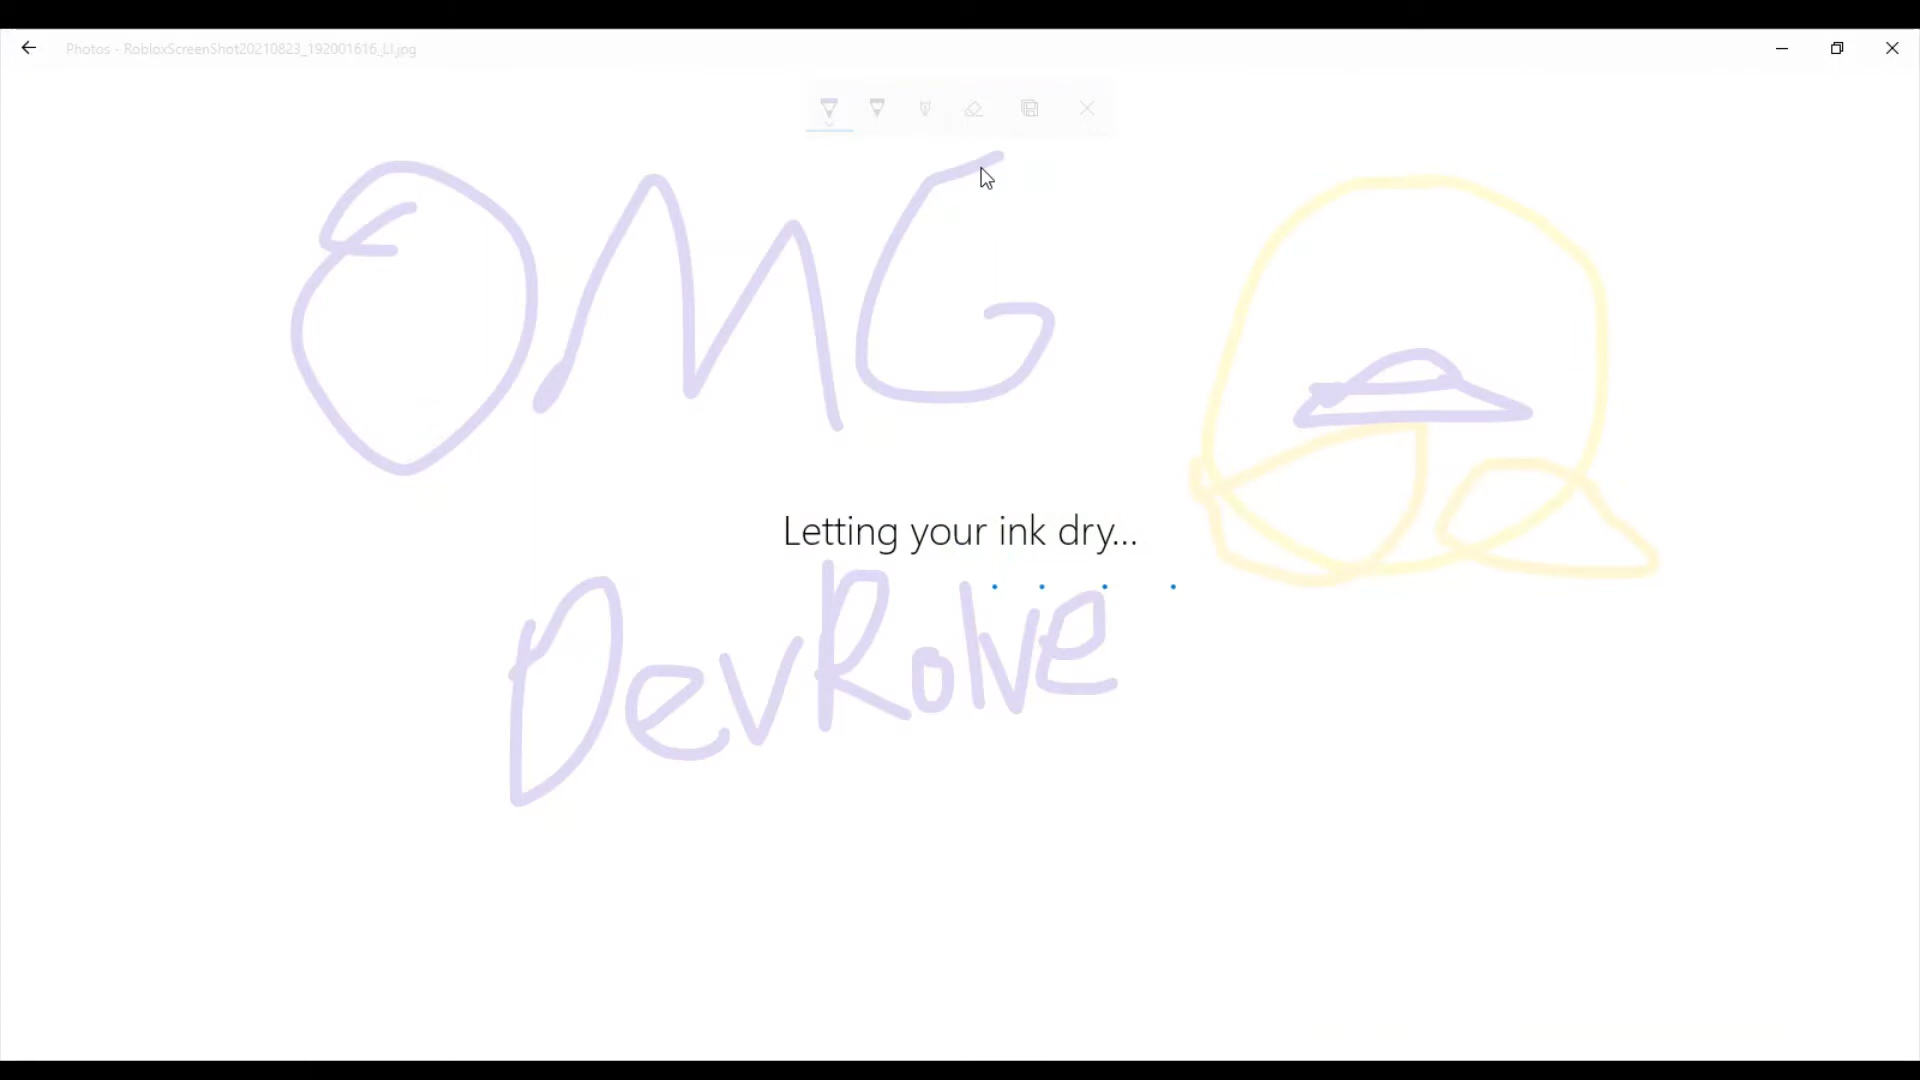 Photos - RobloxScreenShot20210823_192001616_LI.jpg
OMG
Letting your ink dry...
DevRolve